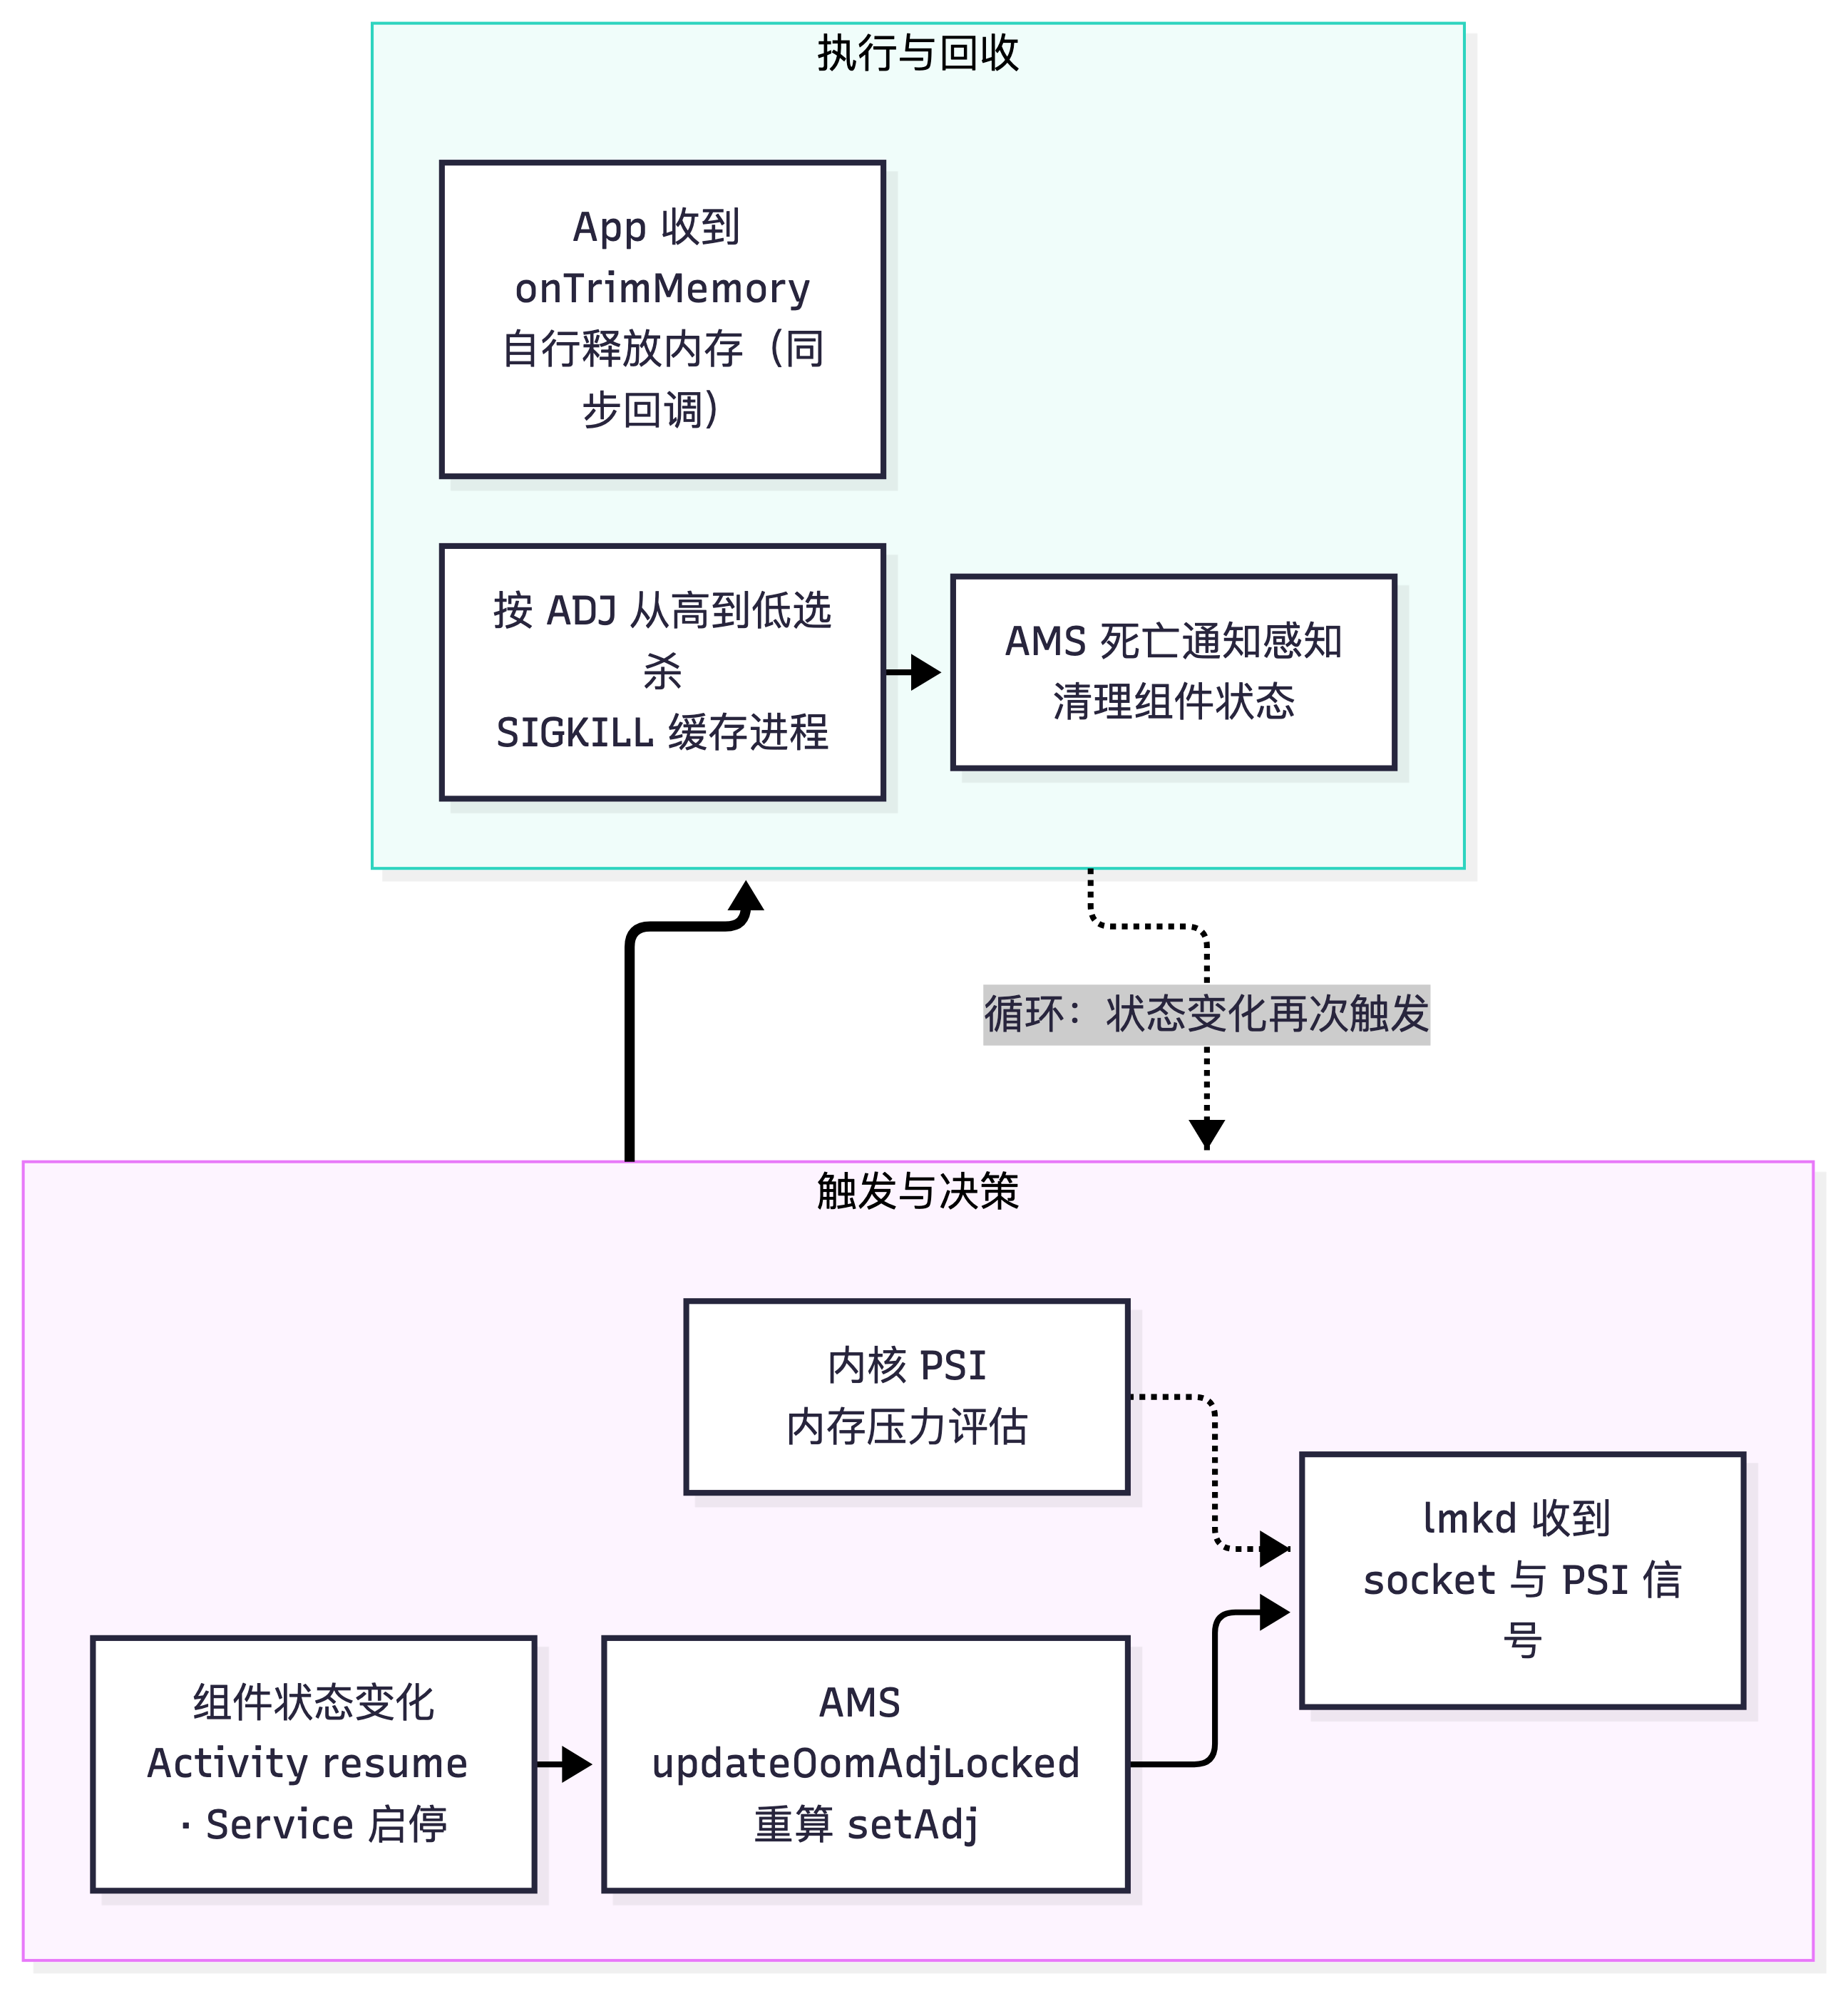 执行与回收
App 收到
onTrimMemory
自行释放内存（同
步回调）
按 ADJ 从高到低选
杀
SIGKILL 缓存进程
AMS 死亡通知感知
清理组件状态
循环：状态变化再次触发
触发与决策
内核 PSI
内存压力评估
lmkd 收到
socket 与 PSI 信
号
组件状态变化
Activity resume
· Service 启停
AMS
updateOomAdjLocked
重算 setAdj